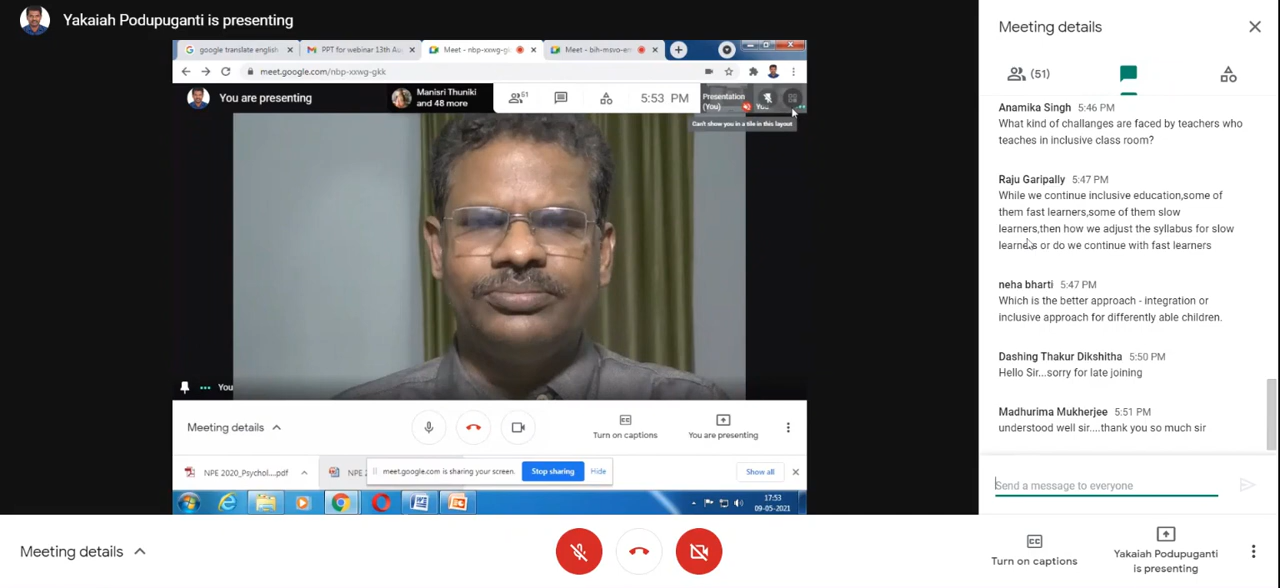 Yakaiah Podupuganti is presenting
google translate english
PPT for webinar 13th Au
Meet - nbp-xxwg-g
Meet - bih-msvo-e
meet.google.com/nbp-xxwg-gkk
You are presenting
Manisri Thuniki
and 48 more
51
5:53 PM
Presentation
(You)
You
Can't show you in a tile in this layout
You
Meeting details
Turn on captions
You are presenting
NPE 2020_Psychol....pdf
NPE
meet.google.com is sharing your screen.
Stop sharing
Hide
Show all
17:53
09-05-2021
Meeting details
(51)
Anamika Singh 5:46 PM
What kind of challanges are faced by teachers who
teaches in inclusive class room?
Raju Garipally 5:47 PM
While we continue inclusive education,some of
them fast learners,some of them slow
learners,then how we adjust the syllabus for slow
learners or do we continue with fast learners
neha bharti 5:47 PM
Which is the better approach - integration or
inclusive approach for differently able children.
Dashing Thakur Dikshitha 5:50 PM
Hello Sir...sorry for late joining
Madhurima Mukherjee 5:51 PM
understood well sir....thank you so much sir
Send a message to everyone
Meeting details
Turn on captions
Yakaiah Podupuganti
is presenting